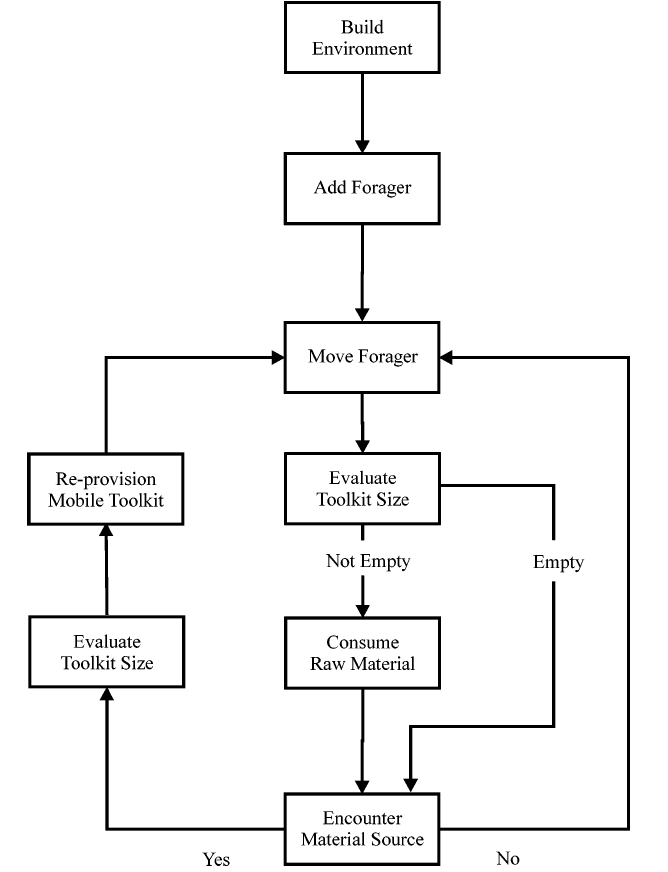 Build
Environment
Add Forager
Move Forager
Re-provision
Mobile Toolkit
Evaluate
Toolkit Size
Not Empty
Empty
Evaluate
Toolkit Size
Consume
Raw Material
Encounter
Material Source
Yes
No